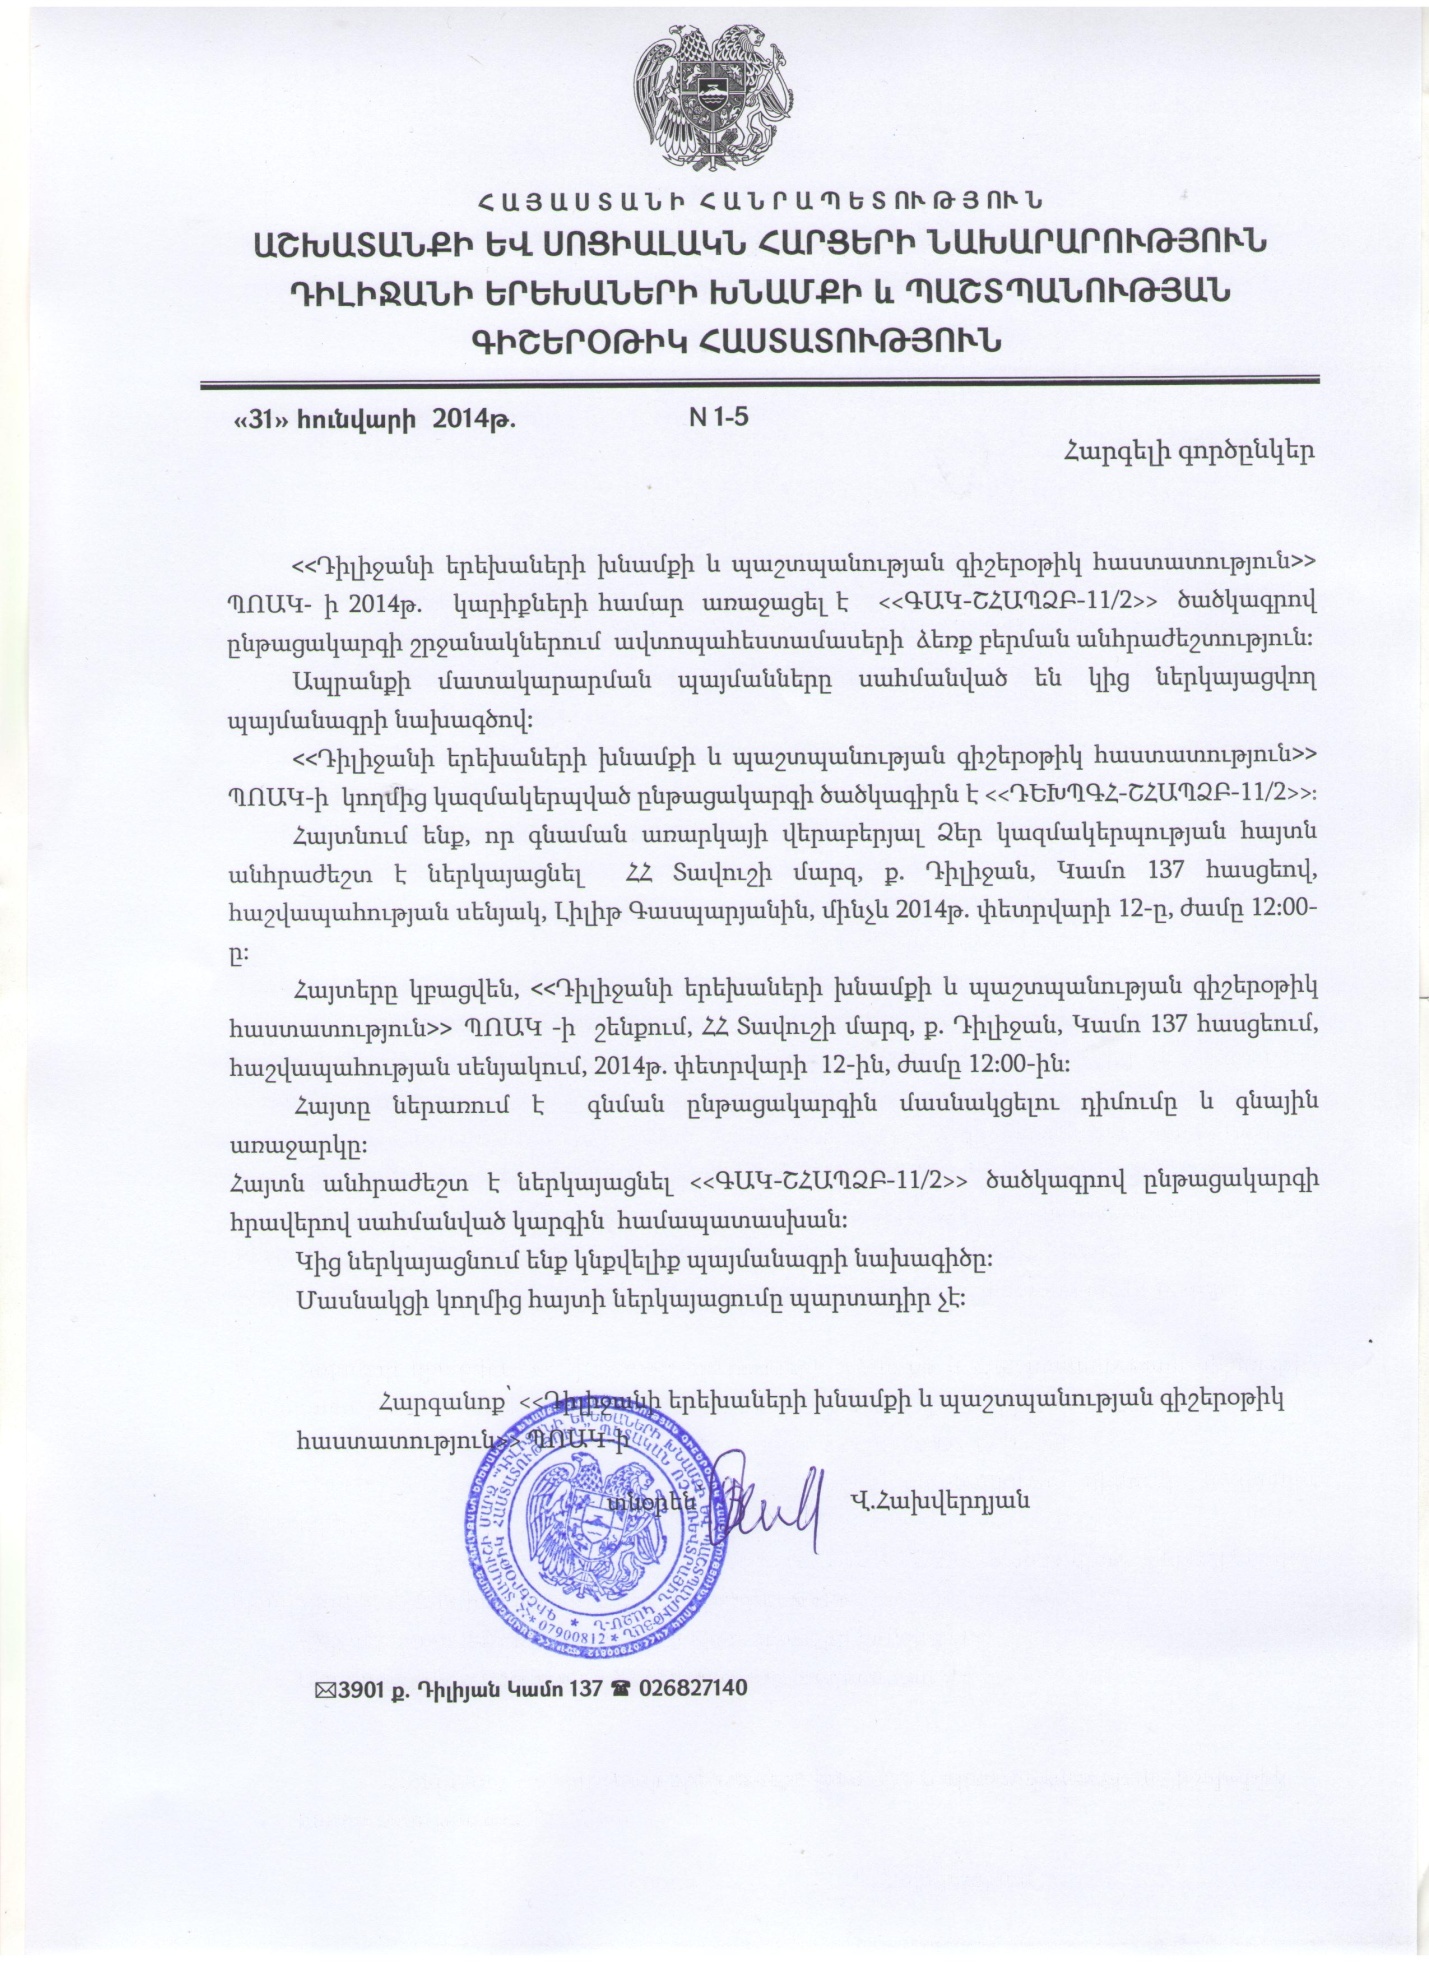 ՀԱՅԱՍՏԱՆԻ ՀԱՆՐԱՊԵՏՈՒԹՅՈՒՆ
ԱՇԽԱՏԱՆՔԻ ԵՎ ՍՈՑԻԱԼԱԿՆ ՀԱՐՑԵՐԻ ՆԱԽԱՐԱՐՈՒԹՅՈՒՆ
ԴԻԼԻՋԱՆԻ ԵՐԵԽԱՆԵՐԻ ԽՆԱՄՔԻ և ՊԱՇՏՊԱՆՈՒԹՅԱՆ
ԳԻՇԵՐՕԹԻԿ ՀԱՍՏԱՏՈՒԹՅՈՒՆ
«31» հունվարի 2014թ. N 1-5
Հարգելի գործընկեր
<<Դիլիջանի երեխաների խնամքի և պաշտպանության գիշերօթիկ հաստատություն>>
ՊՈԱԿ- ի 2014թ. կարիքների համար առաջացել է <<ԳԱԿ-ՇՀԱՊՁԲ-11/2>> ծածկագրով
ընթացակարգի շրջանակներում ավտոպահեստամասերի ձեռք բերման անհրաժեշտություն:
Ապրանքի մատակարարման պայմանները սահմանված են կից ներկայացվող
պայմանագրի նախագծով:
<<Դիլիջանի երեխաների խնամքի և պաշտպանության գիշերօթիկ հաստատություն>>
ՊՈԱԿ-ի կողմից կազմակերպված ընթացակարգի ծածկագիրն է <<ԴԵԽՊԳՀ-ՇՀԱՊՁԲ-11/2>>:
Հայտնում ենք, որ գնաման առարկայի վերաբերյալ Ձեր կազմակերպության հայտն
անհրաժեշտ է ներկայացնել ՀՀ Տավուշի մարզ, ք. Դիլիջան, Կամո 137 հասցեով,
հաշվապահության սենյակ, Լիլիթ Գասպարյանին, մինչև 2014թ. փետրվարի 12-ը, ժամը 12:00-
ը:
Հայտերը կբացվեն, <<Դիլիջանի երեխաների խնամքի և պաշտպանության գիշերօթիկ
հաստատություն>> ՊՈԱԿ -ի շենքում, ՀՀ Տավուշի մարզ, ք. Դիլիջան, Կամո 137 հասցեում,
հաշվապահության սենյակում, 2014թ. փետրվարի 12-ին, ժամը 12:00-ին:
Հայտը ներառում է գնման ընթացակարգին մասնակցելու դիմումը և գնային
առաջարկը:
Հայտն անհրաժեշտ է ներկայացնել <<ԳԱԿ-ՇՀԱՊՁԲ-11/2>> ծածկագրով ընթացակարգի
հրավերով սահմանված կարգին համապատասխան:
Կից ներկայացնում ենք կնքվելիք պայմանագրի նախագիծը:
Մասնակցի կողմից հայտի ներկայացումը պարտադիր չէ:
Հարգանոք՝ <<Դիլիջանի երեխաների խնամքի և պաշտպանության գիշերօթիկ
հաստատություն>> ՊՈԱԿ-ի
տնօրեն Վ.Հախվերդյան
* 07900812 *
✉3901 ք. Դիլիյան Կամո 137 ☎ 026827140